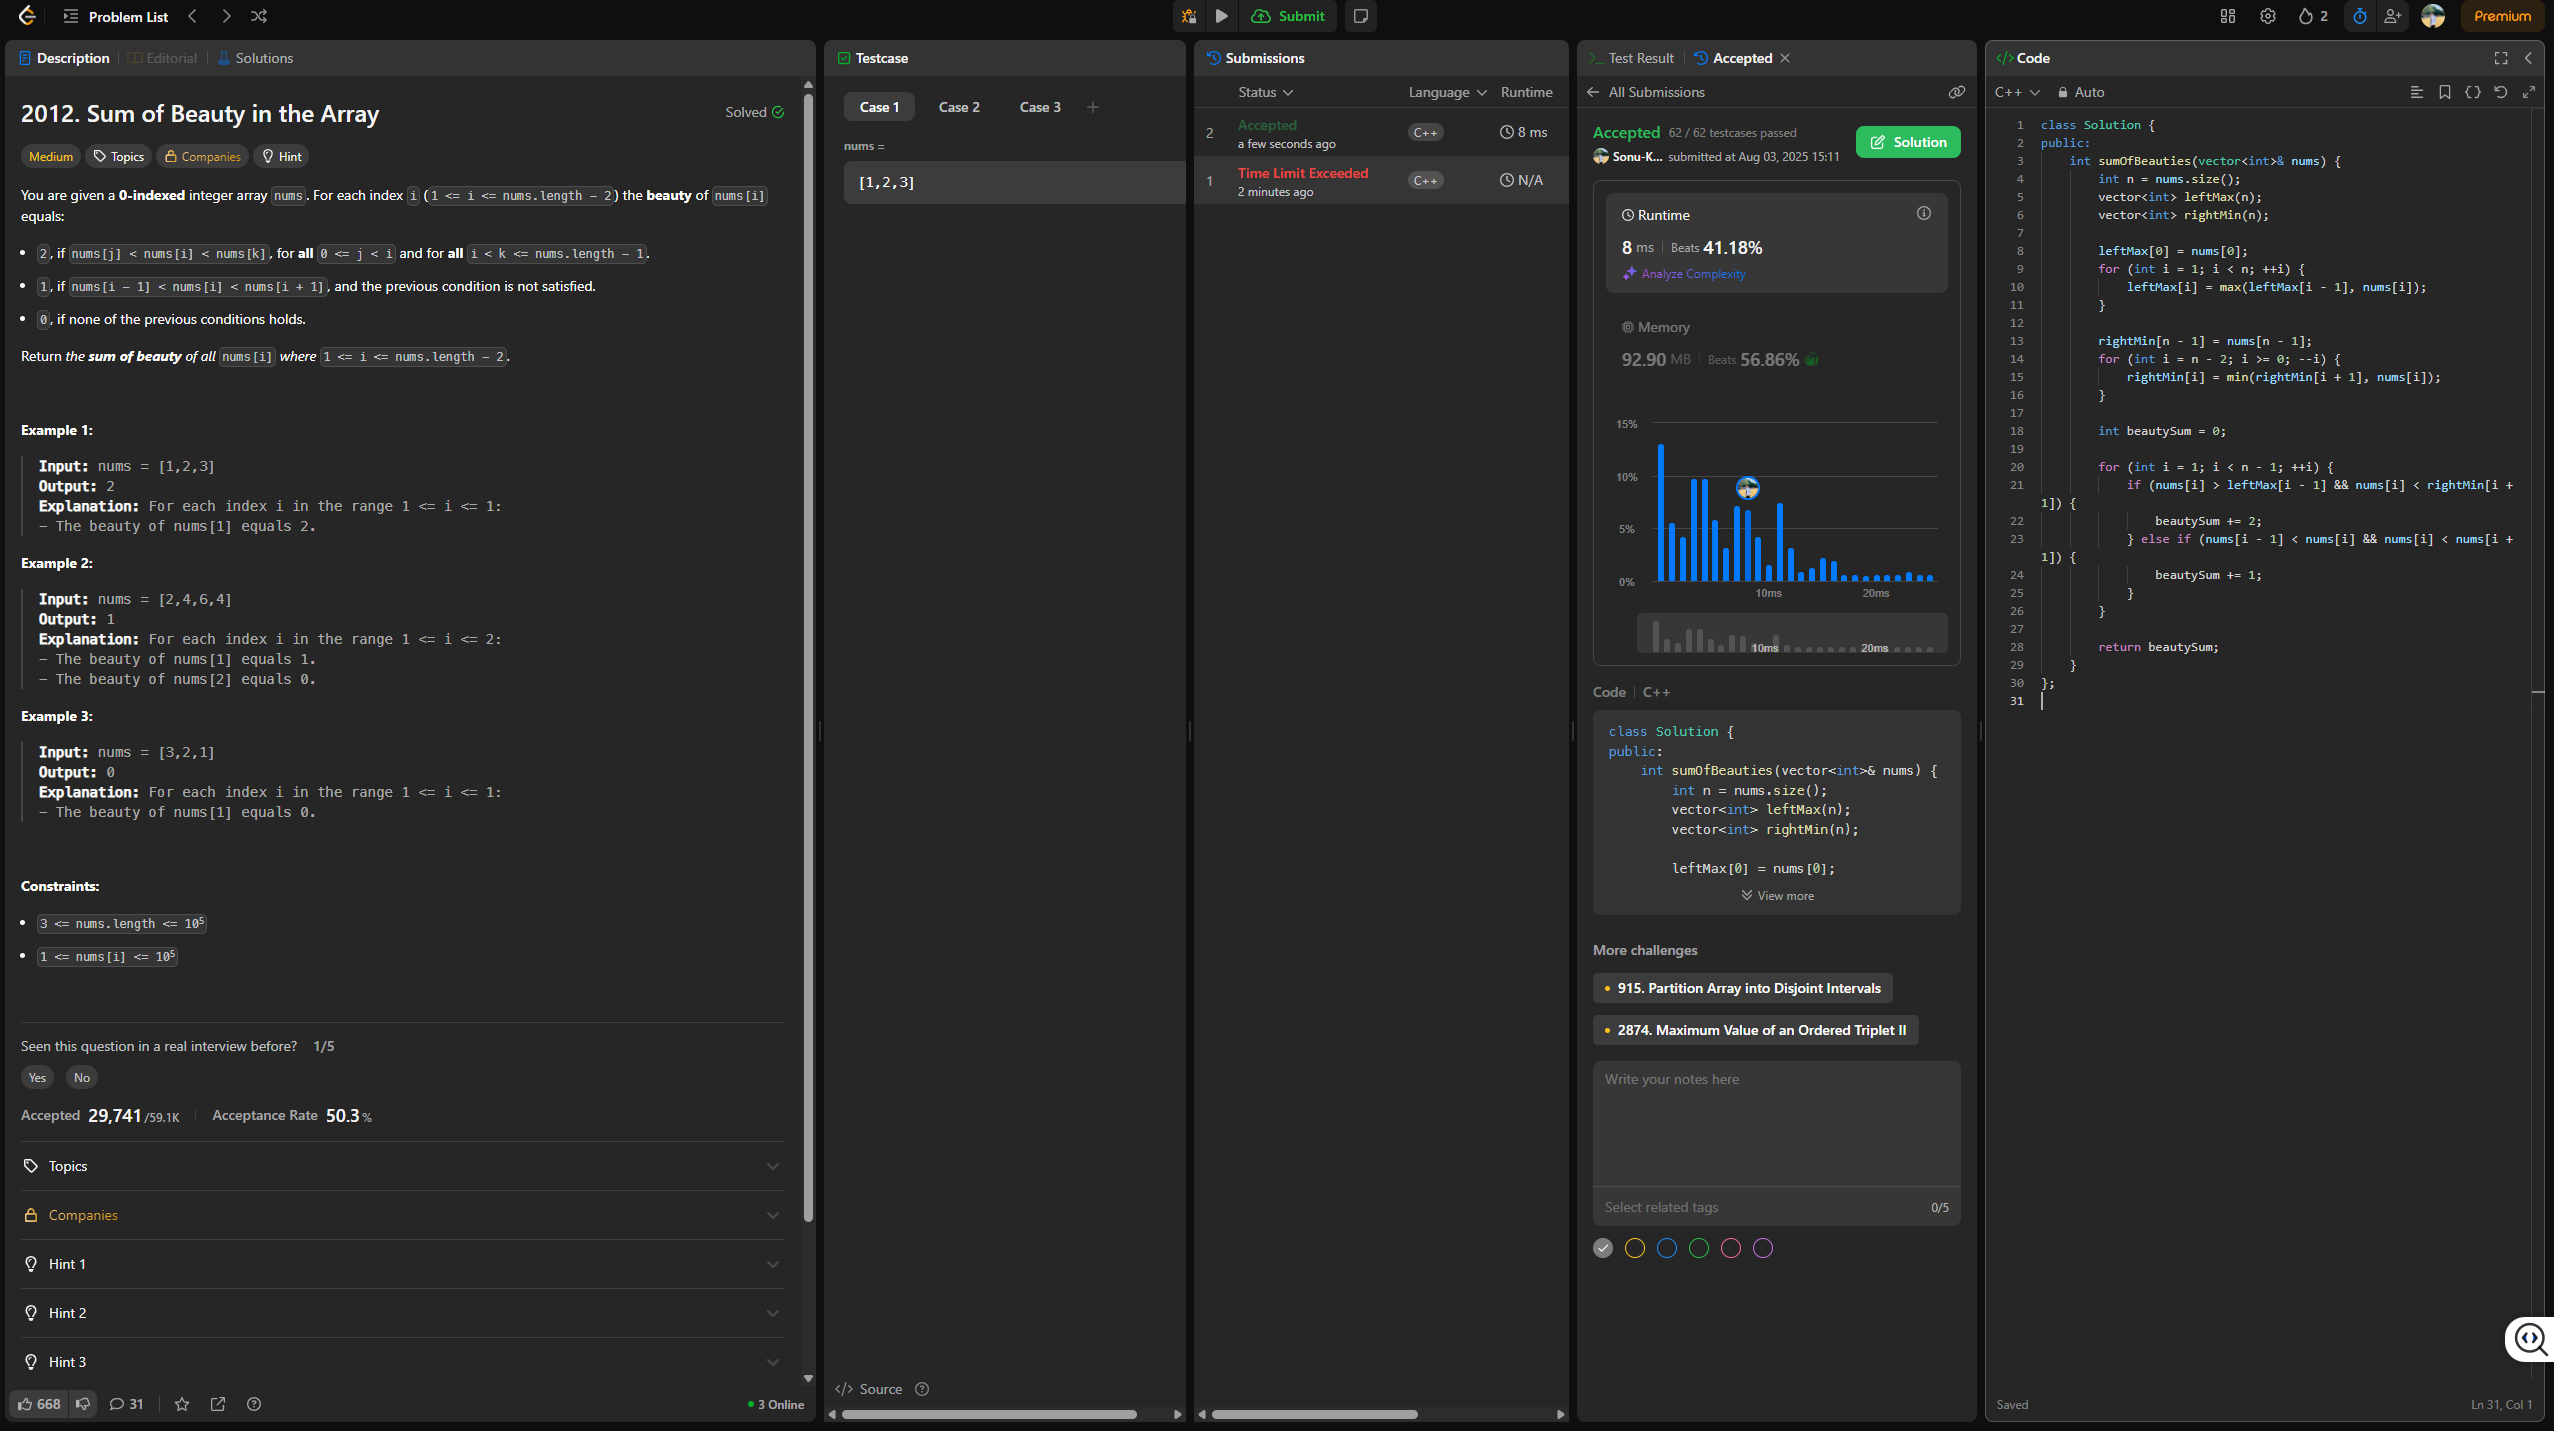 Problem List
Submit
2
Premium
Description | Editorial | Solutions
2012. Sum of Beauty in the Array
Solved
Medium Topics Companies Hint
You are given a 0-indexed integer array nums. For each index i (1 <= i <= nums.length - 2) the beauty of nums[i]
equals:
• 2, if nums[j] < nums[i] < nums[k], for all 0 <= j < i and for all i < k <= nums.length - 1.
• 1, if nums[i - 1] < nums[i] < nums[i + 1], and the previous condition is not satisfied.
• 0, if none of the previous conditions holds.
Return the sum of beauty of all nums[i] where 1 <= i <= nums.length - 2.
Example 1:
Input: nums = [1,2,3]
Output: 2
Explanation: For each index i in the range 1 <= i <= 1:
- The beauty of nums[1] equals 2.
Example 2:
Input: nums = [2,4,6,4]
Output: 1
Explanation: For each index i in the range 1 <= i <= 2:
- The beauty of nums[1] equals 1.
- The beauty of nums[2] equals 0.
Example 3:
Input: nums = [3,2,1]
Output: 0
Explanation: For each index i in the range 1 <= i <= 1:
- The beauty of nums[1] equals 0.
Constraints:
• 3 <= nums.length <= 10⁵
• 1 <= nums[i] <= 10⁵
Seen this question in a real interview before? 1/5
Yes No
Accepted 29,741/59.1K | Acceptance Rate 50.3%
Topics
Companies
Hint 1
Hint 2
Hint 3
668 31
3 Online
Testcase
Case 1 Case 2 Case 3 +
nums =
[1,2,3]
</> Source
Submissions
Status Language Runtime
2 Accepted C++ 8 ms
a few seconds ago
1 Time Limit Exceeded C++ N/A
2 minutes ago
Test Result | Accepted
All Submissions
Accepted 62 / 62 testcases passed
Sonu-K... submitted at Aug 03, 2025 15:11
Solution
Runtime
8 ms | Beats 41.18%
Analyze Complexity
Memory
92.90 MB | Beats 56.86%
15%
10%
5%
0%
10ms 20ms
10ms 20ms
Code | C++
class Solution {
public:
    int sumOfBeauties(vector<int>& nums) {
        int n = nums.size();
        vector<int> leftMax(n);
        vector<int> rightMin(n);
        leftMax[0] = nums[0];
View more
More challenges
• 915. Partition Array into Disjoint Intervals
• 2874. Maximum Value of an Ordered Triplet II
Write your notes here
Select related tags 0/5
</> Code
C++ Auto
1 class Solution {
2 public:
3     int sumOfBeauties(vector<int>& nums) {
4         int n = nums.size();
5         vector<int> leftMax(n);
6         vector<int> rightMin(n);
7
8         leftMax[0] = nums[0];
9         for (int i = 1; i < n; ++i) {
10             leftMax[i] = max(leftMax[i - 1], nums[i]);
11         }
12
13         rightMin[n - 1] = nums[n - 1];
14         for (int i = n - 2; i >= 0; --i) {
15             rightMin[i] = min(rightMin[i + 1], nums[i]);
16         }
17
18         int beautySum = 0;
19
20         for (int i = 1; i < n - 1; ++i) {
21             if (nums[i] > leftMax[i - 1] && nums[i] < rightMin[i +
1]) {
22                 beautySum += 2;
23             } else if (nums[i - 1] < nums[i] && nums[i] < nums[i +
1]) {
24                 beautySum += 1;
25             }
26         }
27
28         return beautySum;
29     }
30 };
31
Saved
Ln 31, Col 1